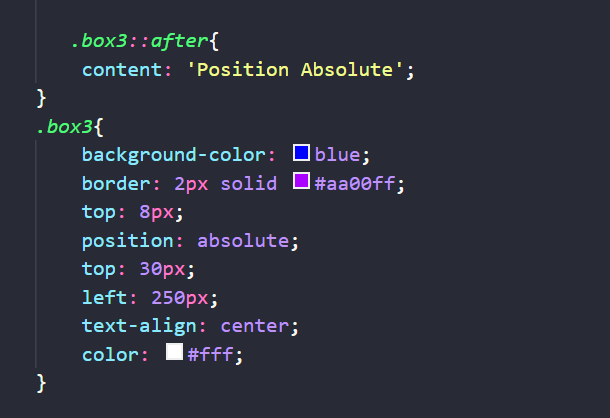 .box3::after{
content: 'Position Absolute';
}
.box3{
background-color: blue;
border: 2px solid #aa00ff;
top: 8px;
position: absolute;
top: 30px;
left: 250px;
text-align: center;
color: #fff;
}